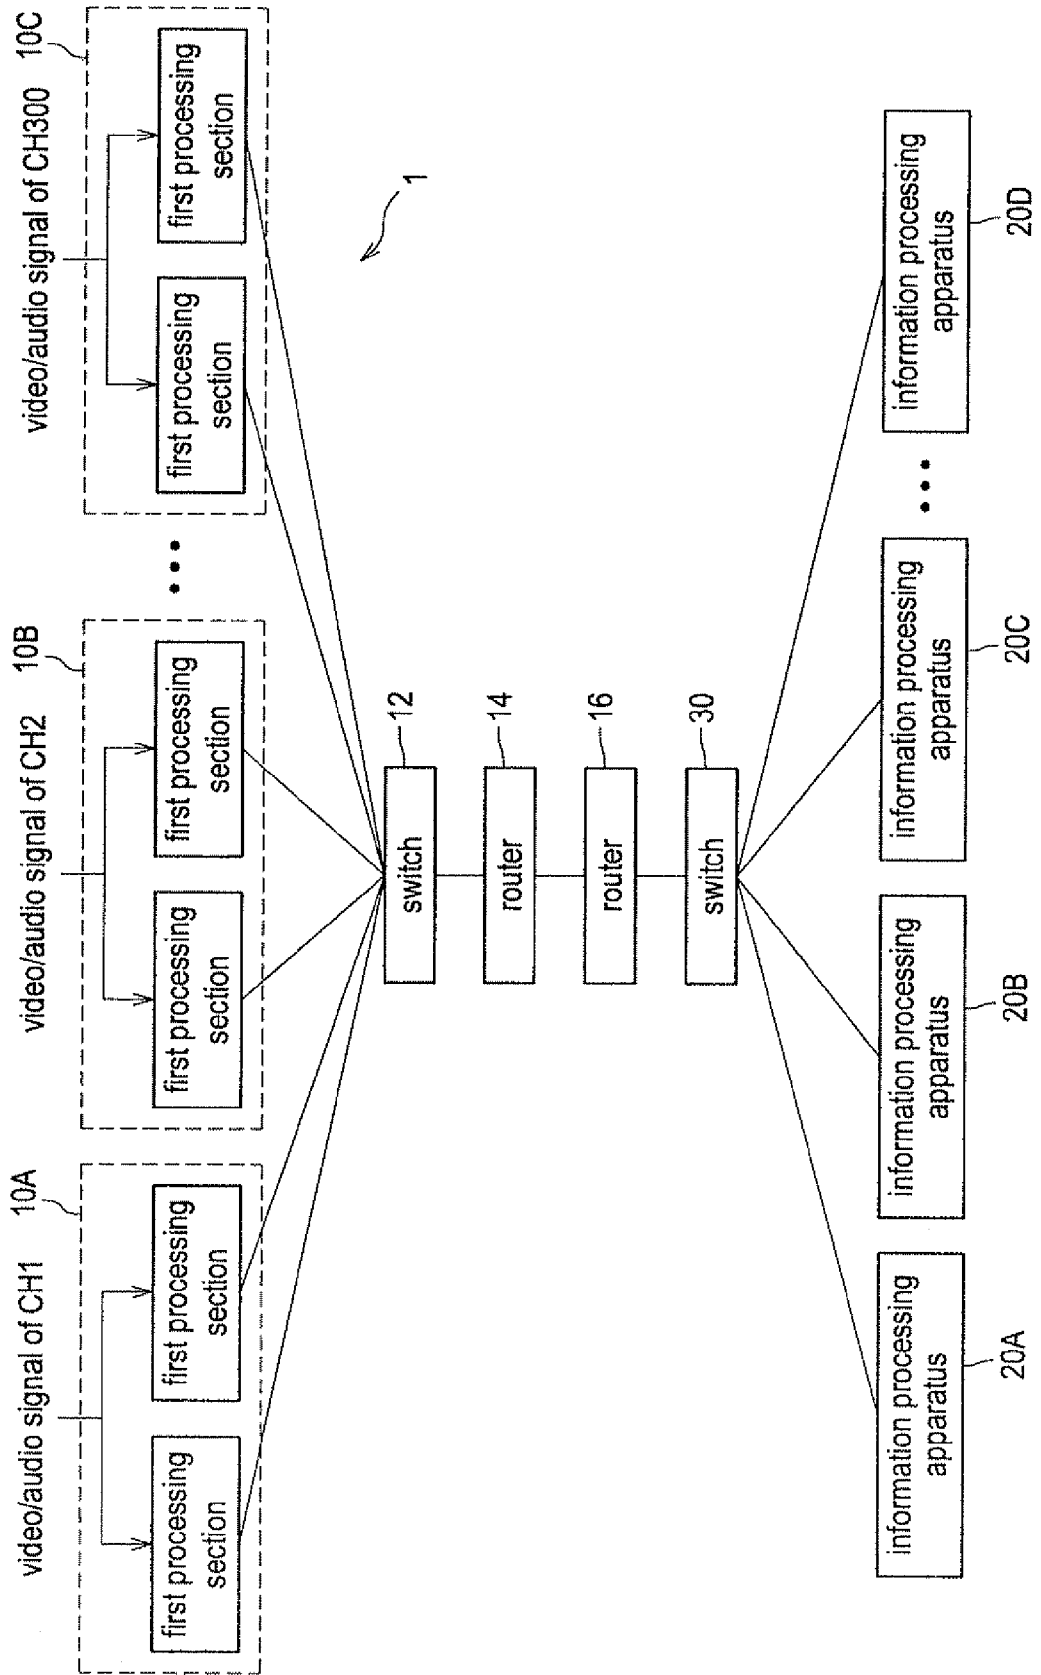 video/audio signal of CH1
10A
video/audio signal of CH2
10B
video/audio signal of CH300
10C
first processing
section
first processing
section
first processing
section
first processing
section
first processing
section
first processing
section
1
switch
12
router
14
router
16
switch
30
information processing
apparatus
20A
information processing
apparatus
20B
information processing
apparatus
20C
information processing
apparatus
20D